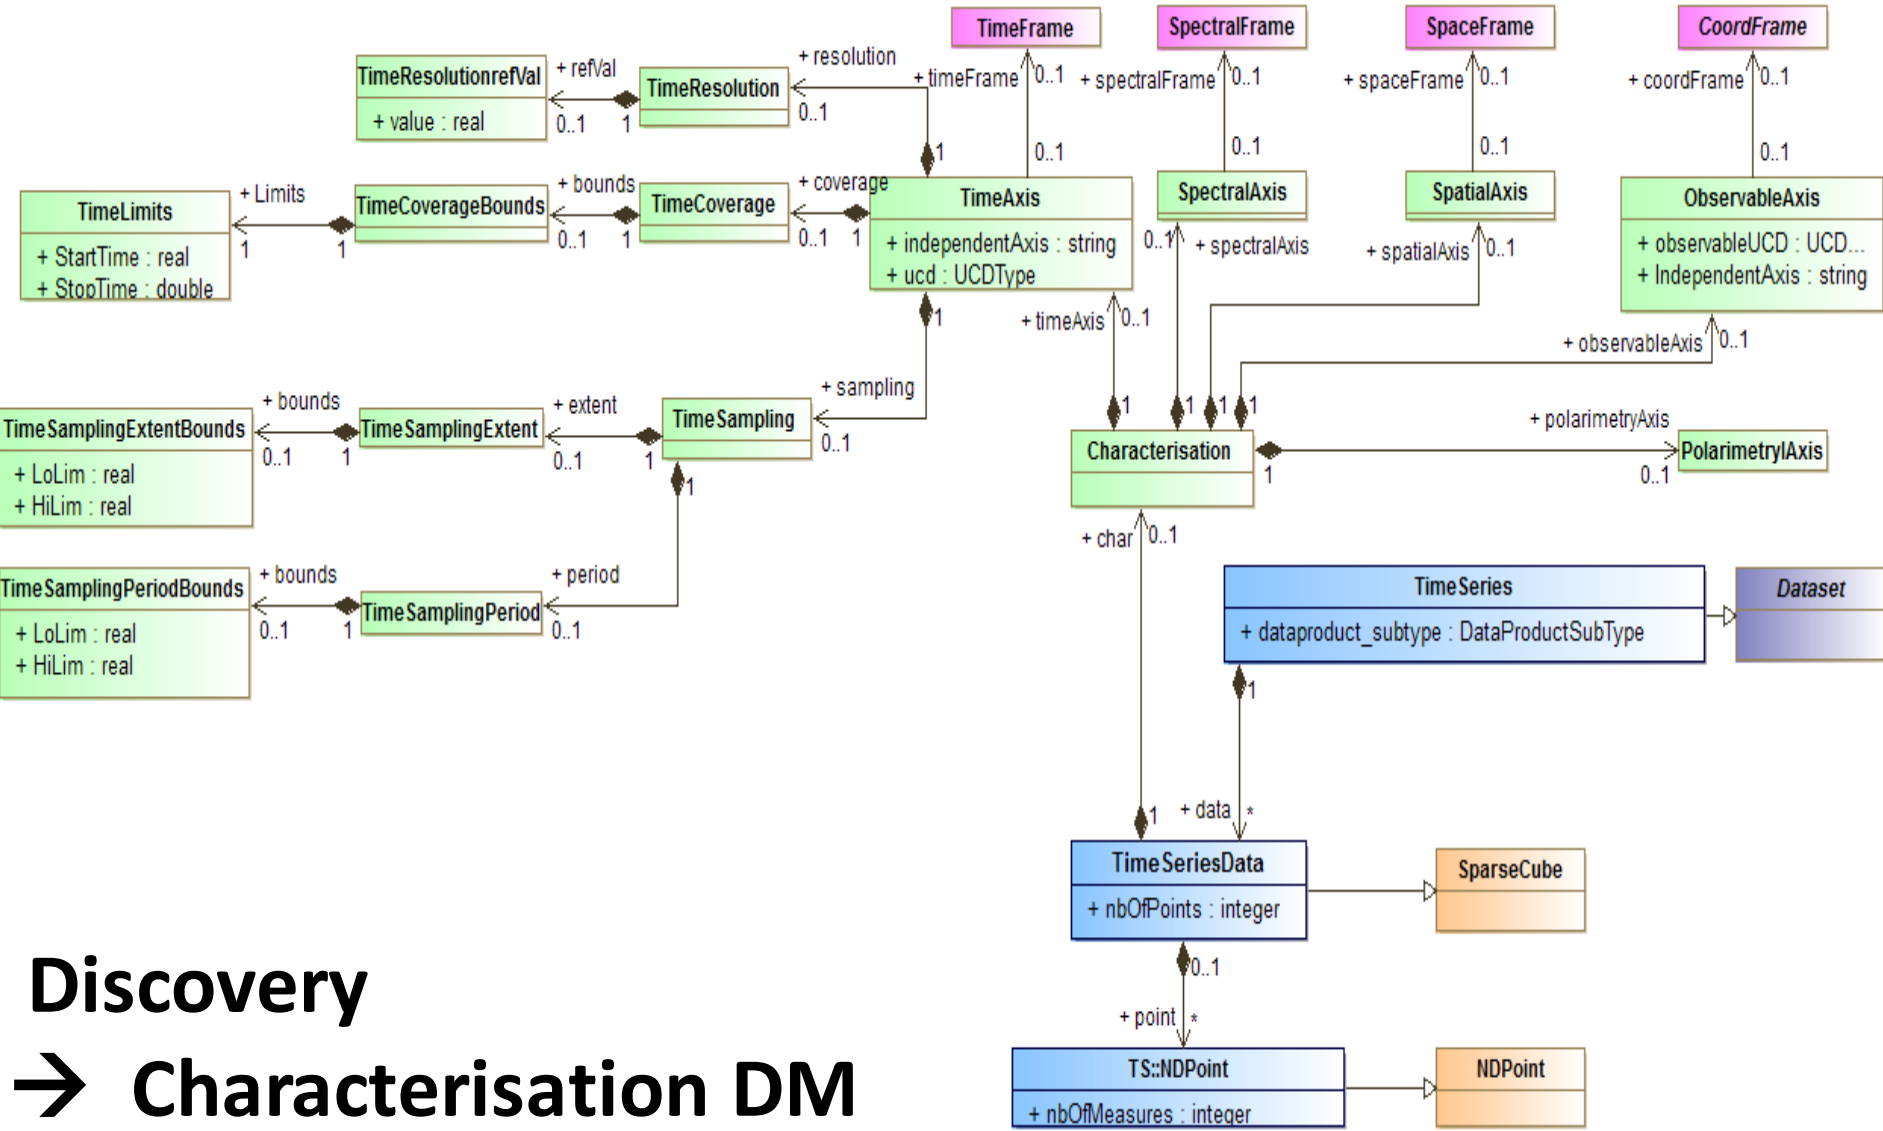 TimeFrame
SpectralFrame
SpaceFrame
CoordFrame
+ resolution
TimeResolutionrefVal
+ value : real
+ refVal
0..1
1
TimeResolution
0..1
+ timeFrame
0..1
+ spectralFrame
0..1
+ spaceFrame
0..1
+ coordFrame
0..1
1
0..1
0..1
0..1
0..1
TimeLimits
+ StartTime : real
+ StopTime : double
+ Limits
1
1
TimeCoverageBounds
+ bounds
0..1
1
TimeCoverage
+ coverage
0..1
1
TimeAxis
+ independentAxis : string
+ ucd : UCDType
SpectralAxis
SpatialAxis
ObservableAxis
+ observableUCD : UCD...
+ IndependentAxis : string
0..1
+ spectralAxis
+ spatialAxis
0..1
1
+ timeAxis
0..1
+ observableAxis
0..1
TimeSamplingExtentBounds
+ LoLim : real
+ HiLim : real
+ bounds
0..1
1
TimeSamplingExtent
+ extent
0..1
1
TimeSampling
+ sampling
0..1
1
1
1
1
1
Characterisation
1
+ polarimetryAxis
0..1
PolarimetrylAxis
TimeSamplingPeriodBounds
+ LoLim : real
+ HiLim : real
+ bounds
0..1
1
TimeSamplingPeriod
+ period
0..1
+ char
0..1
TimeSeries
+ dataproduct_subtype : DataProductSubType
Dataset
1
1
+ data
*
TimeSeriesData
+ nbOfPoints : integer
SparseCube
0..1
+ point
*
TS::NDPoint
+ nbOfMeasures : integer
NDPoint
Discovery
→ Characterisation DM